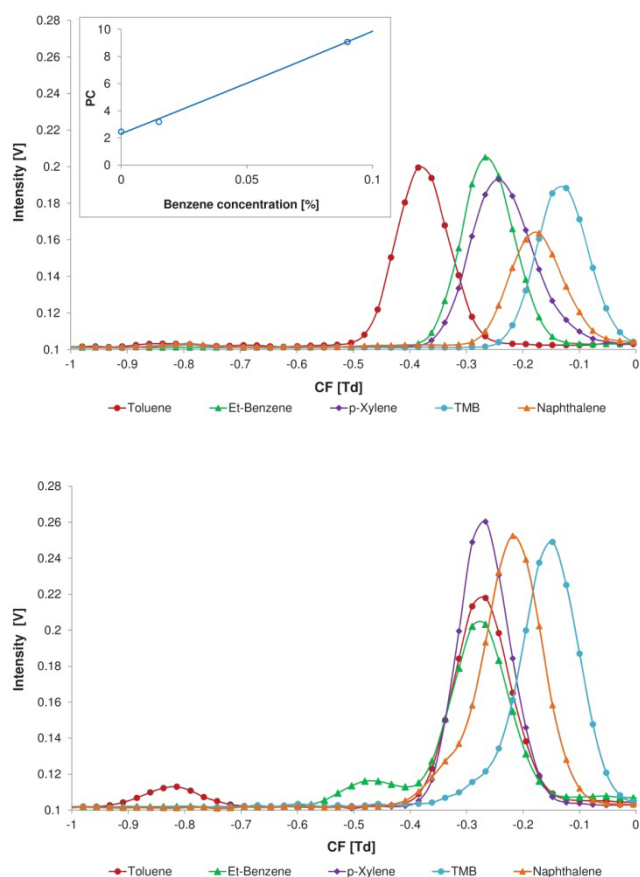 0.28
0.26
0.24
0.22
0.2
0.18
0.16
0.14
0.12
0.1
Intensity [V]
10
8
6
4
2
0
PC
0 0.05 0.1
Benzene concentration [%]
-1 -0.9 -0.8 -0.7 -0.6 -0.5 -0.4 -0.3 -0.2 -0.1 0
CF [Td]
Toluene Et-Benzene p-Xylene TMB Naphthalene
0.28
0.26
0.24
0.22
0.2
0.18
0.16
0.14
0.12
0.1
Intensity [V]
-1 -0.9 -0.8 -0.7 -0.6 -0.5 -0.4 -0.3 -0.2 -0.1 0
CF [Td]
Toluene Et-Benzene p-Xylene TMB Naphthalene